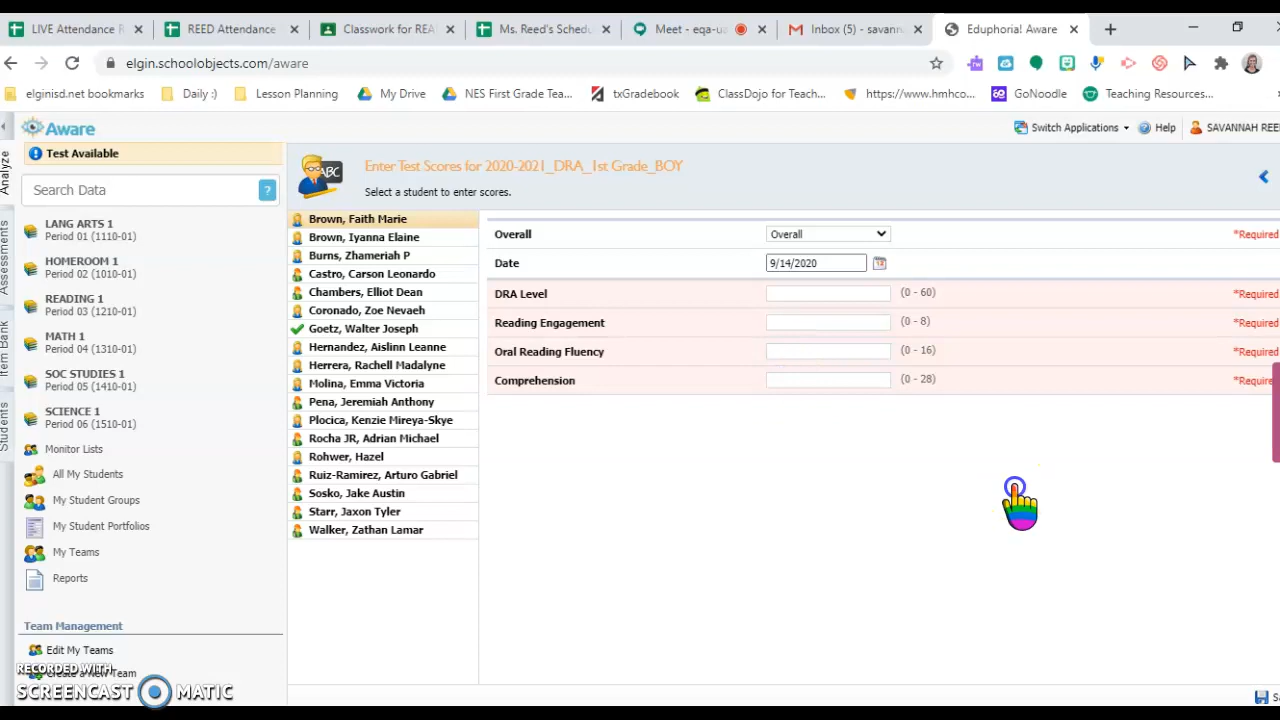 LIVE Attendance R
REED Attendance
Classwork for REA
Ms. Reed's Schedu
Meet - eqa-ua
Inbox (5) - savann
Eduphoria! Aware
elgin.schoolobjects.com/aware
elginisd.net bookmarks
Daily :)
Lesson Planning
My Drive
NES First Grade Tea...
txGradebook
ClassDojo for Teach...
https://www.hmhco...
GoNoodle
Teaching Resources...
Aware
Switch Applications
Help
SAVANNAH REE
Analyze
Assessments
Item Bank
Students
Test Available
Search Data
?
LANG ARTS 1
Period 01 (1110-01)
HOMEROOM 1
Period 02 (1010-01)
READING 1
Period 03 (1210-01)
MATH 1
Period 04 (1310-01)
SOC STUDIES 1
Period 05 (1410-01)
SCIENCE 1
Period 06 (1510-01)
Monitor Lists
All My Students
My Student Groups
My Student Portfolios
My Teams
Reports
Team Management
Edit My Teams
Create a New Team
RECORDED WITH
SCREENCAST MATIC
ABC
Enter Test Scores for 2020-2021_DRA_1st Grade_BOY
Select a student to enter scores.
Brown, Faith Marie
Brown, Iyanna Elaine
Burns, Zhameriah P
Castro, Carson Leonardo
Chambers, Elliot Dean
Coronado, Zoe Nevaeh
Goetz, Walter Joseph
Hernandez, Aislinn Leanne
Herrera, Rachell Madalyne
Molina, Emma Victoria
Pena, Jeremiah Anthony
Plocica, Kenzie Mireya-Skye
Rocha JR, Adrian Michael
Rohwer, Hazel
Ruiz-Ramirez, Arturo Gabriel
Sosko, Jake Austin
Starr, Jaxon Tyler
Walker, Zathan Lamar
Overall Overall *Required
Date 9/14/2020
DRA Level (0 - 60) *Required
Reading Engagement (0 - 8) *Required
Oral Reading Fluency (0 - 16) *Required
Comprehension (0 - 28) *Require
Sa